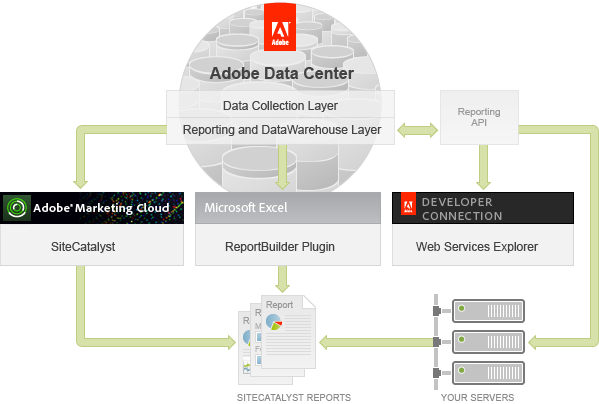 Adobe
Adobe Data Center
Data Collection Layer
Reporting and DataWarehouse Layer
Reporting
API
Adobe® Marketing Cloud
SiteCatalyst
Microsoft Excel
ReportBuilder Plugin
DEVELOPER
CONNECTION
Web Services Explorer
Report
SITECATALYST REPORTS
YOUR SERVERS